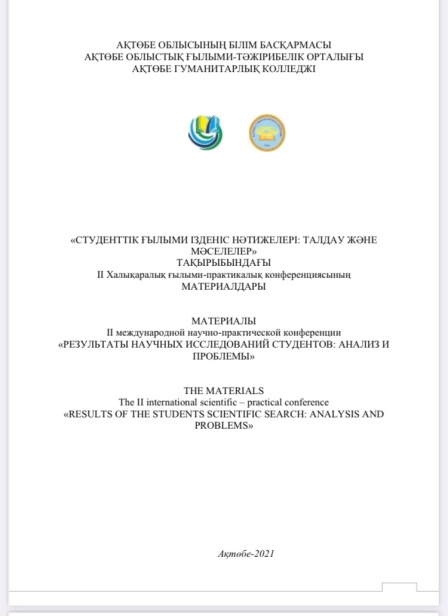 АҚТӨБЕ ОБЛЫСЫНЫҢ БІЛІМ БАСҚАРМАСЫ
АҚТӨБЕ ОБЛЫСТЫҚ ҒЫЛЫМИ-ТӘЖІРИБЕЛІК ОРТАЛЫҒЫ
АҚТӨБЕ ГУМАНИТАРЛЫҚ КОЛЛЕДЖІ
«СТУДЕНТТІК ҒЫЛЫМИ ІЗДЕНІС НӘТИЖЕЛЕРІ: ТАЛДАУ ЖӘНЕ
МӘСЕЛЕЛЕР»
ТАҚЫРЫБЫНДАҒЫ
II Халықаралық ғылыми-практикалық конференциясының
МАТЕРИАЛДАРЫ
МАТЕРИАЛЫ
II международной научно-практической конференции
«РЕЗУЛЬТАТЫ НАУЧНЫХ ИССЛЕДОВАНИЙ СТУДЕНТОВ: АНАЛИЗ И
ПРОБЛЕМЫ»
THE MATERIALS
The II international scientific – practical conference
«RESULTS OF THE STUDENTS SCIENTIFIC SEARCH: ANALYSIS AND
PROBLEMS»
Ақтөбе-2021